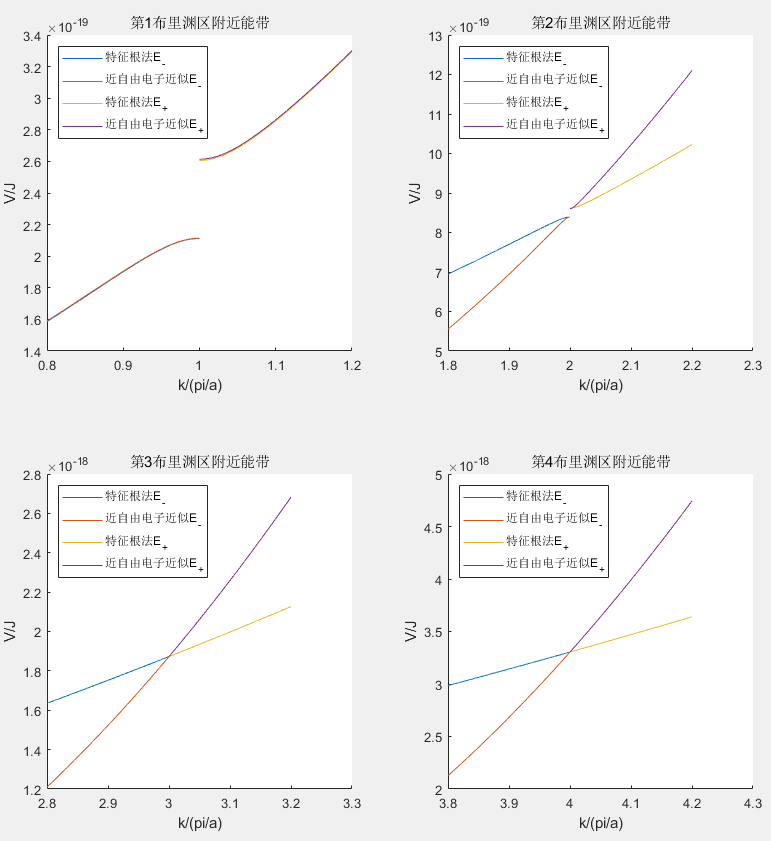 第1布里渊区附近能带
×10-19
3.4
3.2
3
2.8
2.6
2.4
2.2
2
1.8
1.6
1.4
V/J
特征根法E-
近自由电子近似E-
特征根法E+
近自由电子近似E+
0.8 0.9 1 1.1 1.2
k/(pi/a)
第2布里渊区附近能带
×10-19
13
12
11
10
9
8
7
6
5
V/J
特征根法E-
近自由电子近似E-
特征根法E+
近自由电子近似E+
1.8 1.9 2 2.1 2.2 2.3
k/(pi/a)
第3布里渊区附近能带
×10-18
2.8
2.6
2.4
2.2
2
1.8
1.6
1.4
1.2
V/J
特征根法E-
近自由电子近似E-
特征根法E+
近自由电子近似E+
2.8 2.9 3 3.1 3.2 3.3
k/(pi/a)
第4布里渊区附近能带
×10-18
5
4.5
4
3.5
3
2.5
2
V/J
特征根法E-
近自由电子近似E-
特征根法E+
近自由电子近似E+
3.8 3.9 4 4.1 4.2 4.3
k/(pi/a)